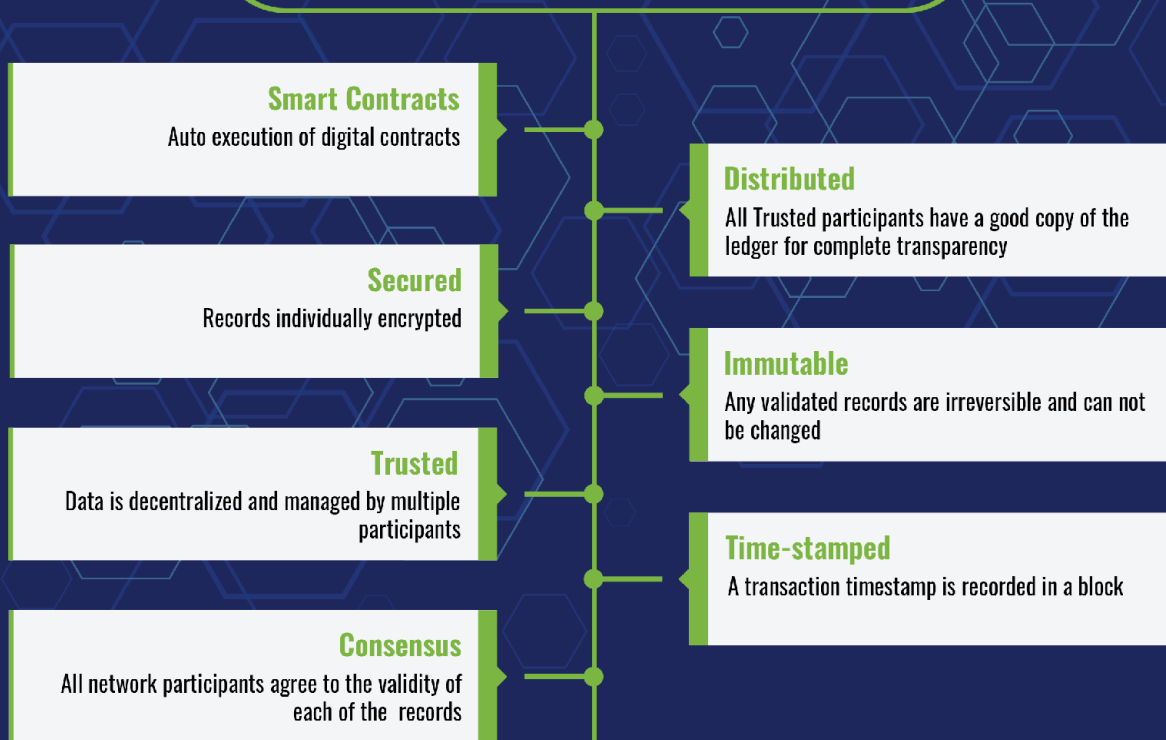 Smart Contracts
Auto execution of digital contracts
Distributed
All Trusted participants have a good copy of the
ledger for complete transparency
Secured
Records individually encrypted
Immutable
Any validated records are irreversible and can not
be changed
Trusted
Data is decentralized and managed by multiple
participants
Time-stamped
A transaction timestamp is recorded in a block
Consensus
All network participants agree to the validity of
each of the  records